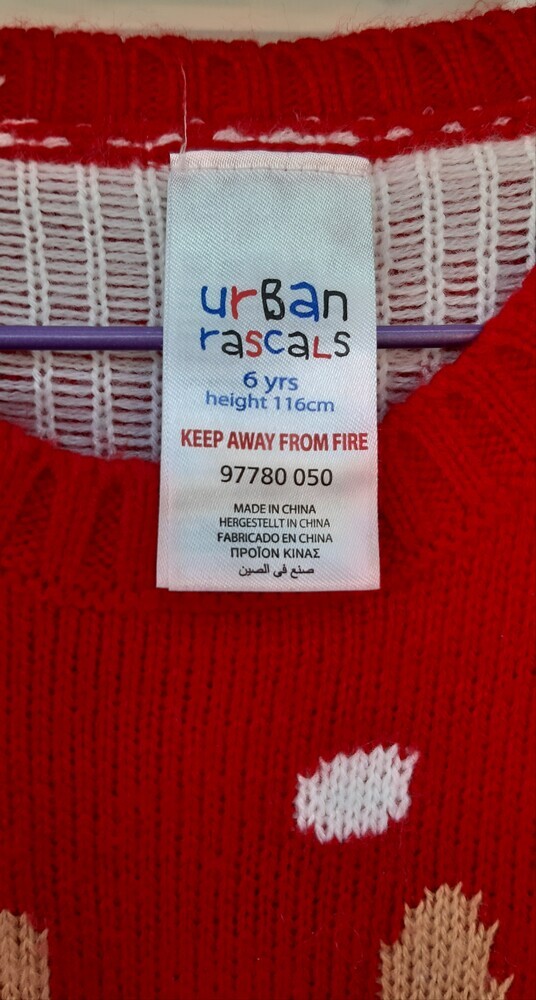 urBan
rascals
6 yrs
height 116cm
KEEP AWAY FROM FIRE
97780 050
MADE IN CHINA
HERGESTELLT IN CHINA
FABRICADO EN CHINA
ΠΡΟΪΟΝ ΚΙΝΑΣ
صنع في الصين